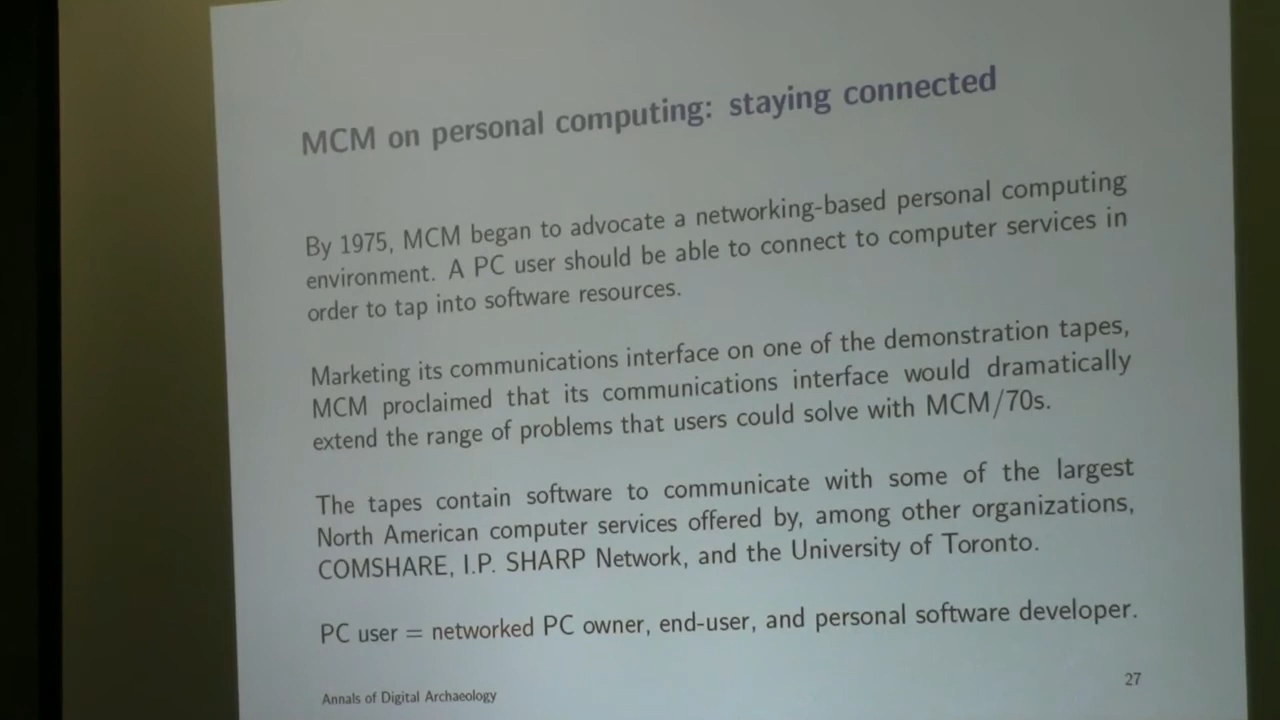 MCM on personal computing: staying connected
By 1975, MCM began to advocate a networking-based personal computing
environment. A PC user should be able to connect to computer services in
order to tap into software resources.
Marketing its communications interface on one of the demonstration tapes,
MCM proclaimed that its communications interface would dramatically
extend the range of problems that users could solve with MCM/70s.
The tapes contain software to communicate with some of the largest
North American computer services offered by, among other organizations,
COMSHARE, I.P. SHARP Network, and the University of Toronto.
PC user = networked PC owner, end-user, and personal software developer.
Annals of Digital Archaeology
27